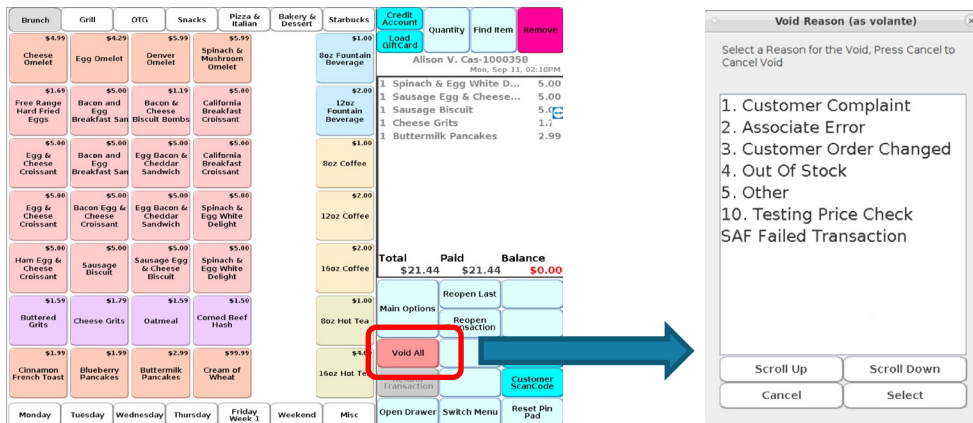 Brunch
Grill
OTG
Snacks
Pizza &
Italian
Bakery &
Dessert
Starbucks
Credit
Account
Load
GiftCard
Quantity
Find Item
Remove
$4.99
Cheese
Omelet
$4.29
Egg Omelet
$5.99
Denver
Omelet
$5.99
Spinach &
Mushroom
Omelet
$1.00
8oz Fountain
Beverage
Alison V. Cas-1000358
Mon, Sep 11, 02:18PM
$1.69
Free Range
Hard Fried
Eggs
$5.00
Bacon and
Egg
Breakfast San
$1.19
Bacon &
Cheese
Biscuit Bombs
$5.00
California
Breakfast
Croissant
$2.00
12oz
Fountain
Beverage
1 Spinach & Egg White D... 5.00
1 Sausage Egg & Cheese... 5.00
1 Sausage Biscuit 5.0
1 Cheese Grits 1.7
1 Buttermilk Pancakes 2.99
$5.00
Egg &
Cheese
Croissant
$5.00
Bacon and
Egg
Breakfast San
$5.00
Egg Bacon &
Cheddar
Sandwich
$5.00
California
Breakfast
Croissant
$1.00
8oz Coffee
$5.00
Egg &
Cheese
Croissant
$5.00
Bacon Egg &
Cheese
Croissant
$5.00
Egg Bacon &
Cheddar
Sandwich
$5.00
Spinach &
Egg White
Delight
$2.00
12oz Coffee
$5.00
Ham Egg &
Cheese
Croissant
$5.00
Sausage
Biscuit
$5.00
Sausage Egg
& Cheese
Biscuit
$5.00
Spinach &
Egg White
Delight
$2.00
16oz Coffee
Total Paid Balance
$21.44 $21.44 $0.00
$1.59
Buttered
Grits
$1.79
Cheese Grits
$1.59
Oatmeal
$1.50
Corned Beef
Hash
$1.00
8oz Hot Tea
Main Options
Reopen Last
Reopen
Transaction
$1.99
Cinnamon
French Toast
$1.99
Blueberry
Pancakes
$2.99
Buttermilk
Pancakes
$99.99
Cream of
Wheat
$4.00
16oz Hot Tea
Void All
Transaction
Customer
ScanCode
Monday
Tuesday
Wednesday
Thursday
Friday
Week 1
Weekend
Misc
Open Drawer
Switch Menu
Reset Pin
Pad
Void Reason (as volante)
Select a Reason for the Void, Press Cancel to
Cancel Void
1. Customer Complaint
2. Associate Error
3. Customer Order Changed
4. Out Of Stock
5. Other
10. Testing Price Check
SAF Failed Transaction
Scroll Up
Scroll Down
Cancel
Select